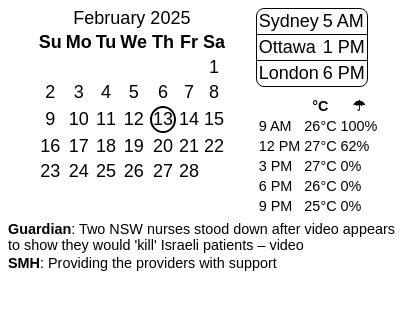 February 2025
Su Mo Tu We Th Fr Sa
1
2 3 4 5 6 7 8
9 10 11 12 13 14 15
16 17 18 19 20 21 22
23 24 25 26 27 28
Sydney 5 AM
Ottawa 1 PM
London 6 PM
°C ☂
9 AM 26°C 100%
12 PM 27°C 62%
3 PM 27°C 0%
6 PM 26°C 0%
9 PM 25°C 0%
Guardian: Two NSW nurses stood down after video appears
to show they would 'kill' Israeli patients – video
SMH: Providing the providers with support